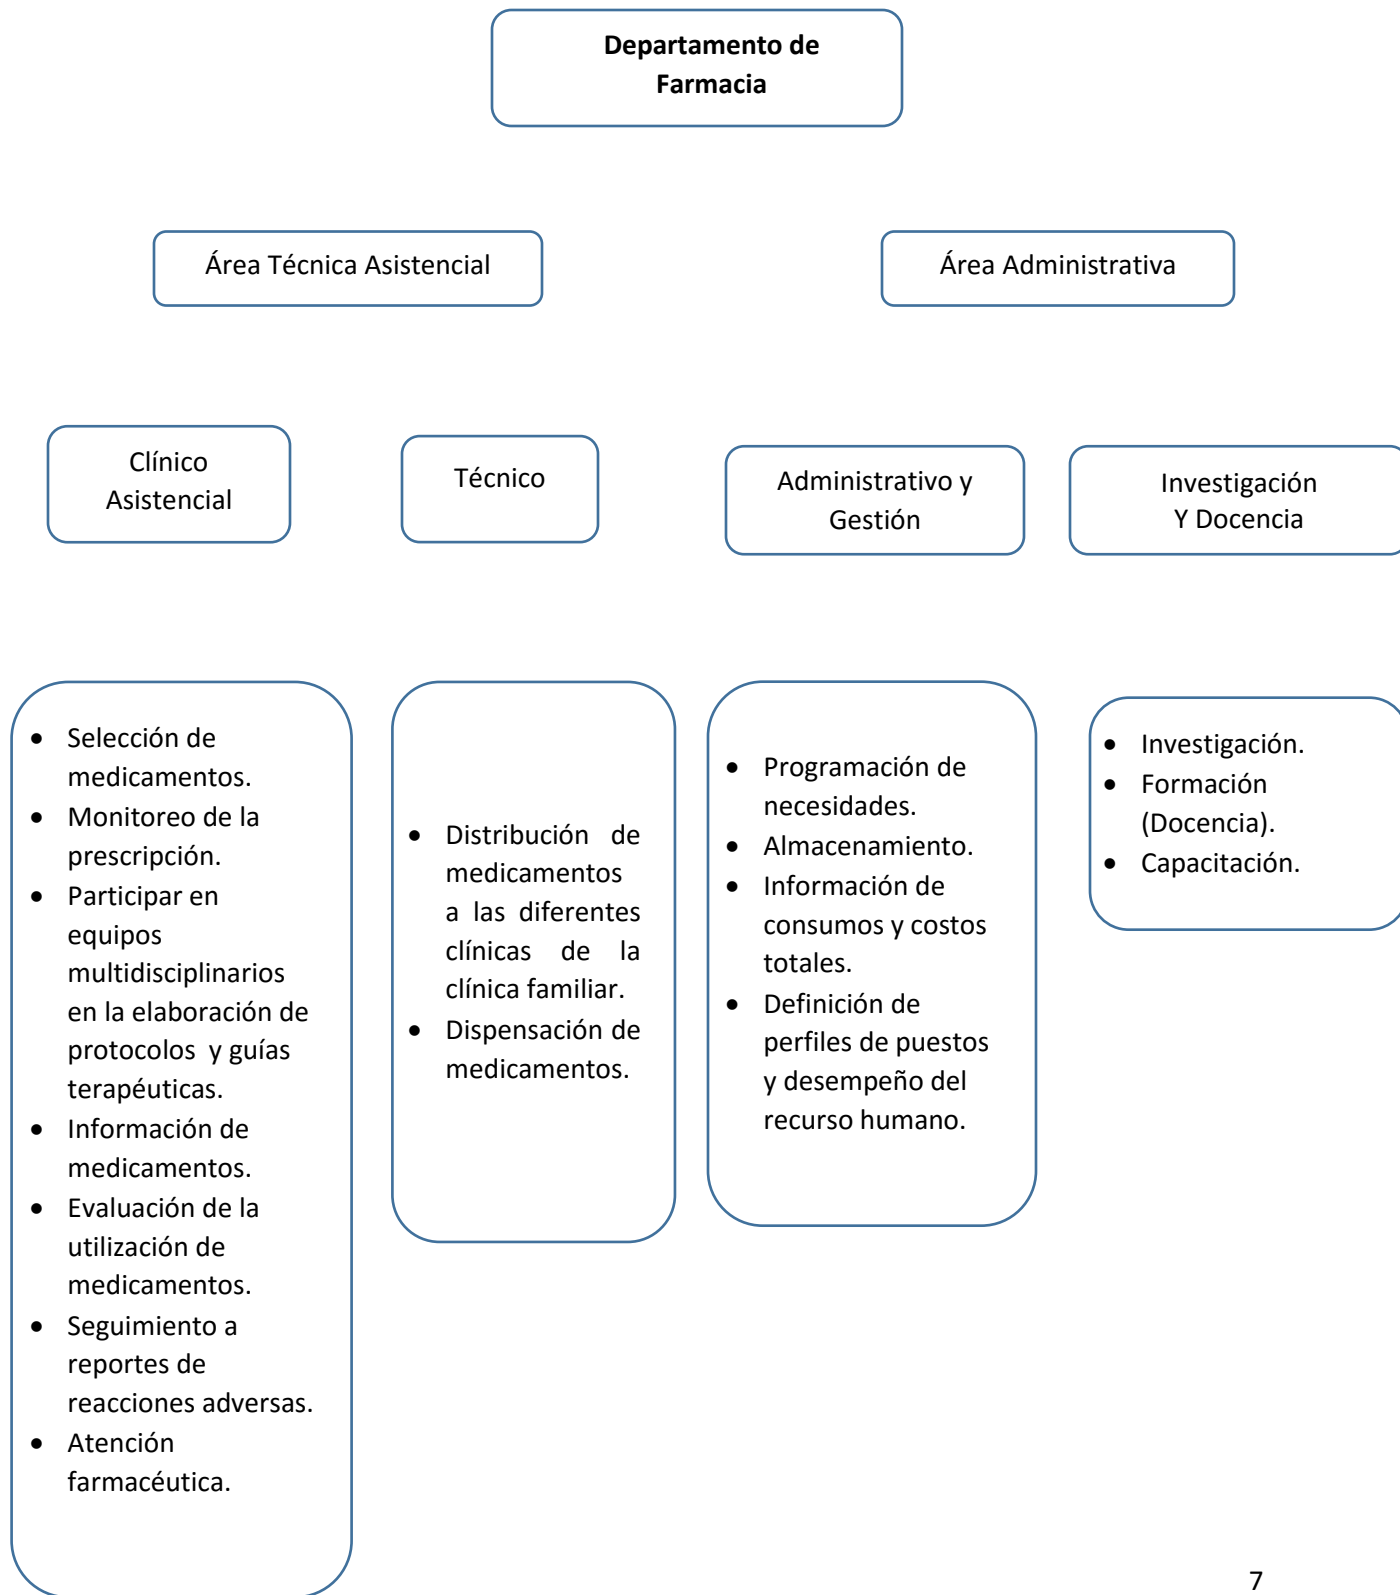 Departamento de
Farmacia
Área Técnica Asistencial
Área Administrativa
Clínico
Asistencial
Técnico
Administrativo y
Gestión
Investigación
Y Docencia
• Selección de
medicamentos.
• Monitoreo de la
prescripción.
• Participar en
equipos
multidisciplinarios
en la elaboración de
protocolos y guías
terapéuticas.
• Información de
medicamentos.
• Evaluación de la
utilización de
medicamentos.
• Seguimiento a
reportes de
reacciones adversas.
• Atención
farmacéutica.
• Distribución de
medicamentos
a las diferentes
clínicas de la
clínica familiar.
• Dispensación de
medicamentos.
• Programación de
necesidades.
• Almacenamiento.
• Información de
consumos y costos
totales.
• Definición de
perfiles de puestos
y desempeño del
recurso humano.
• Investigación.
• Formación
(Docencia).
• Capacitación.
7